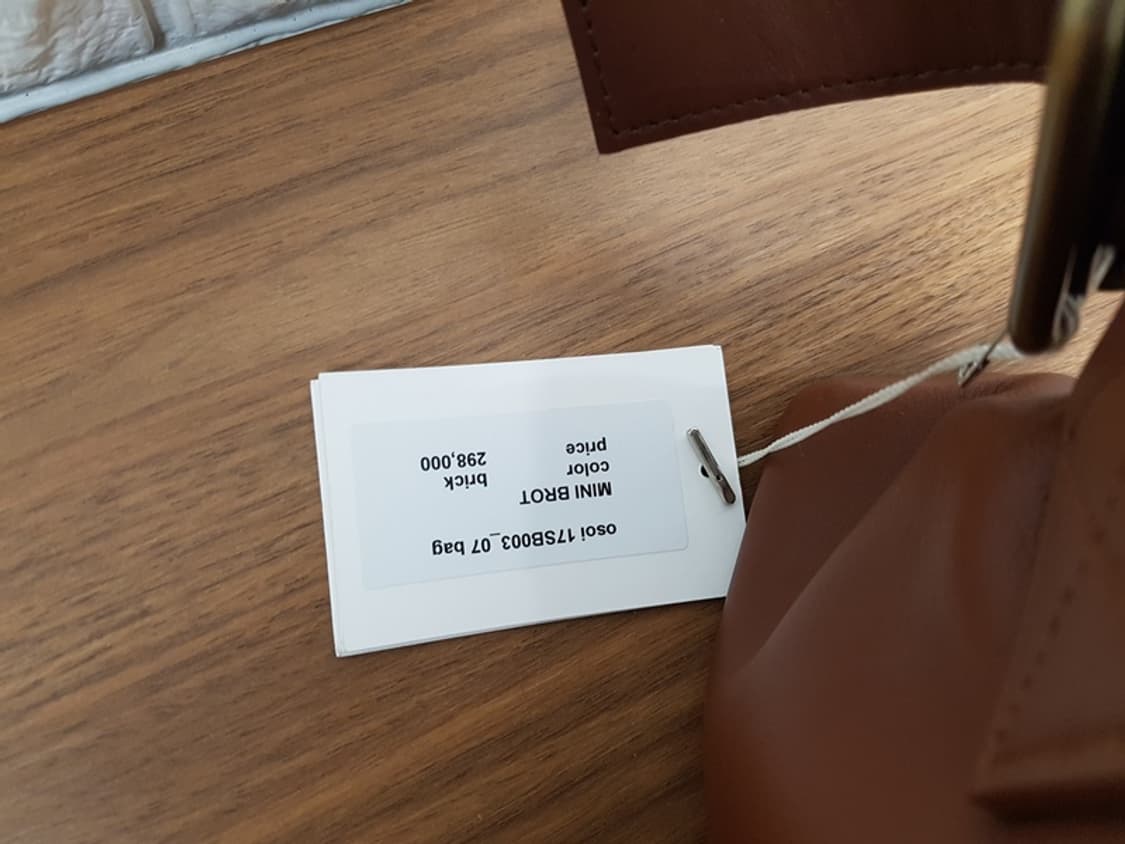 osoi 17SB003_07 bag
MINI BROT
color brick
price 298,000